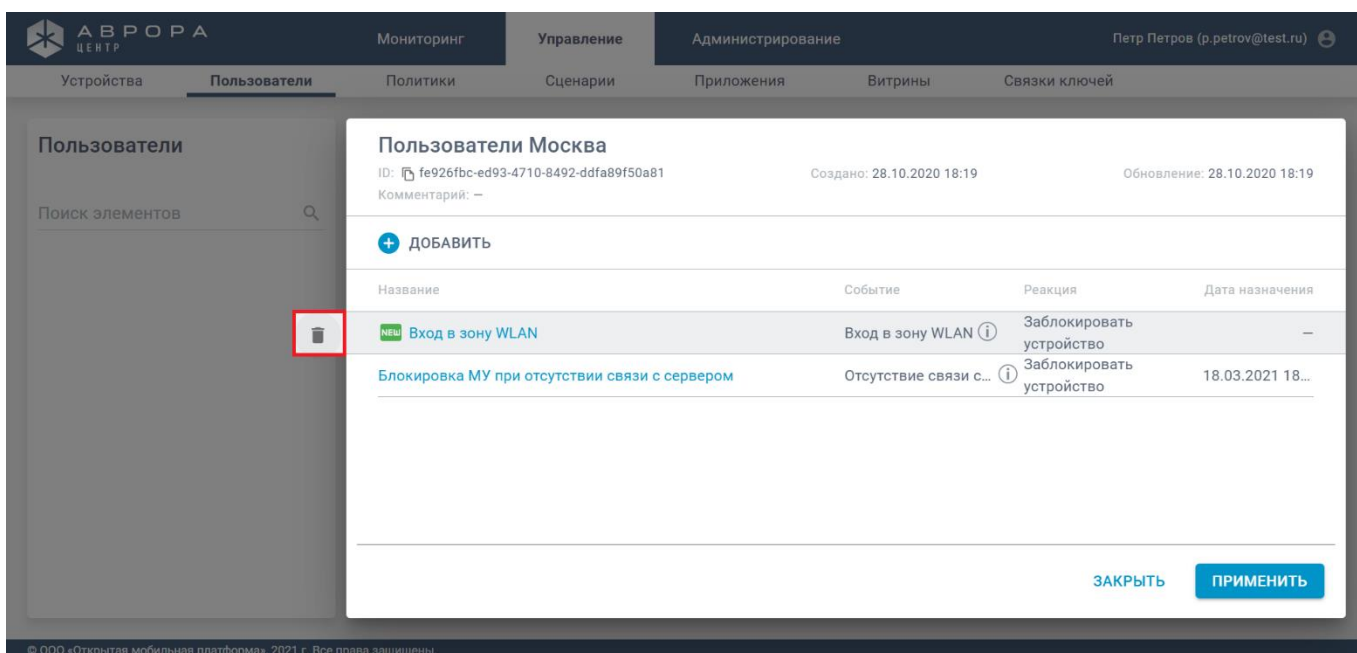 АВРОРА
ЦЕНТР
Мониторинг Управление Администрирование Петр Петров (p.petrov@test.ru)
Устройства Пользователи Политики Сценарии Приложения Витрины Связки ключей
Пользователи
Поиск элементов
Пользователи Москва
ID: fe926fbc-ed93-4710-8492-ddfa89f50a81 Создано: 28.10.2020 18:19 Обновление: 28.10.2020 18:19
Комментарий: —
ДОБАВИТЬ
Название Событие Реакция Дата назначения
NEW Вход в зону WLAN Вход в зону WLAN Заблокировать устройство —
Блокировка МУ при отсутствии связи с сервером Отсутствие связи с... Заблокировать устройство 18.03.2021 18...
ЗАКРЫТЬ ПРИМЕНИТЬ
© ООО «Открытая мобильная платформа», 2021 г. Все права защищены